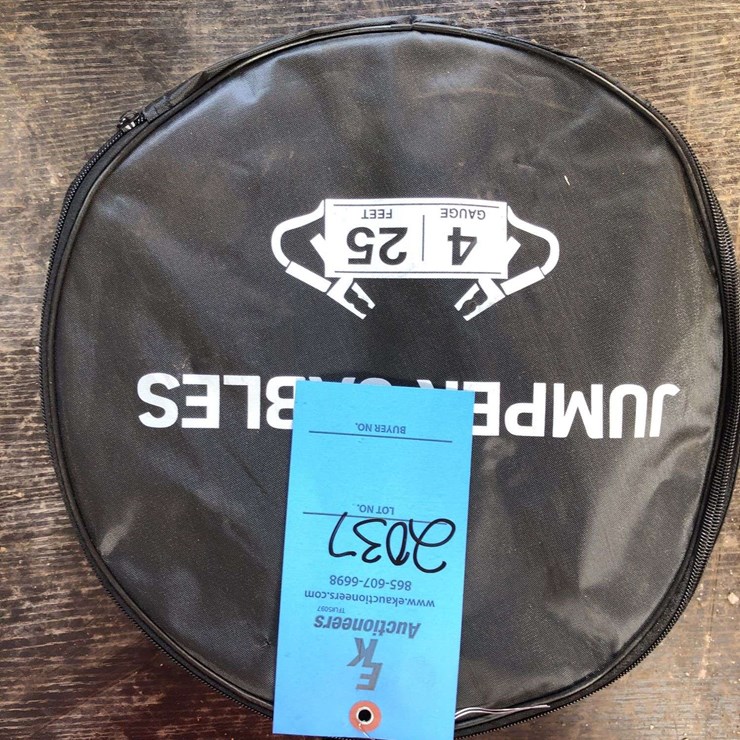 EK
Auctioneers
www.ekauctioneers.com
865-607-6698
2037
LOT NO.
BUYER NO.
JUMPER CABLES
4 | 25
GAUGE FEET